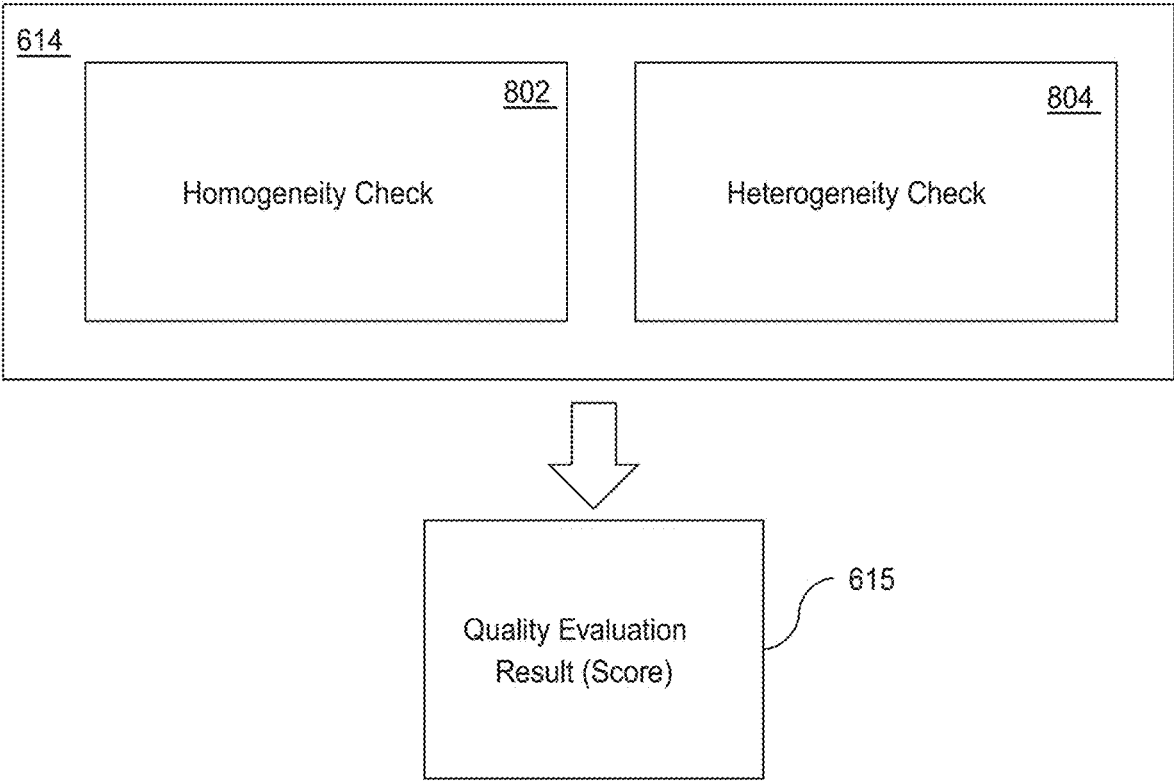 614
802
804
Homogeneity Check
Heterogeneity Check
615
Quality Evaluation
Result (Score)